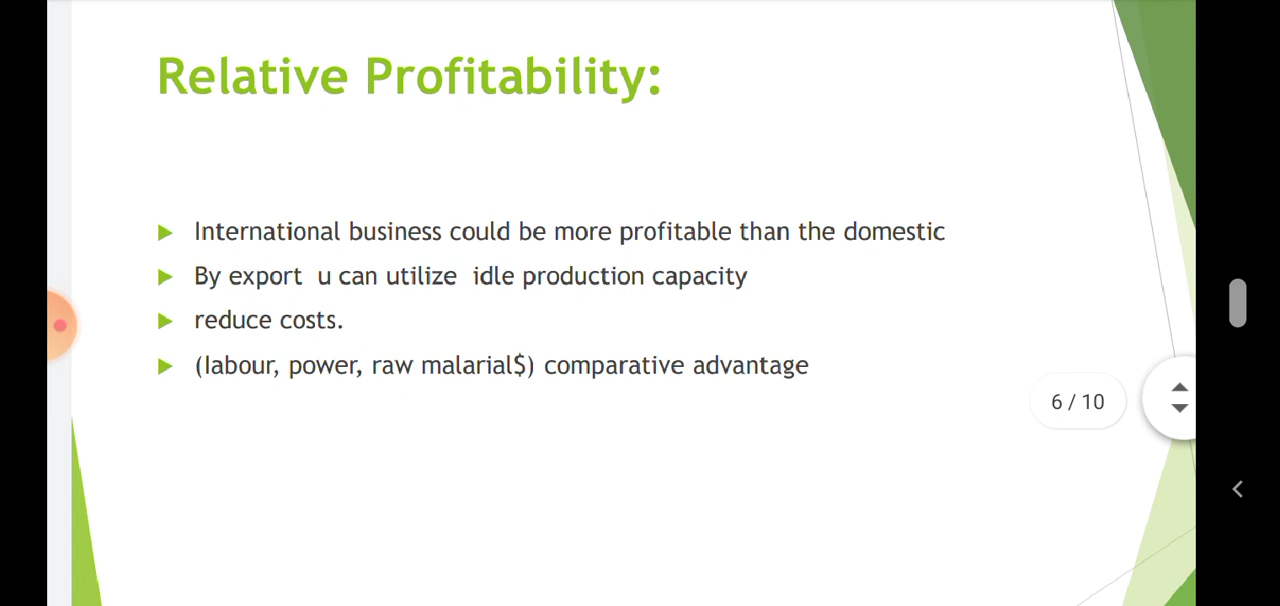 Relative Profitability:
International business could be more profitable than the domestic
By export u can utilize idle production capacity
reduce costs.
(labour, power, raw malarial$) comparative advantage
6 / 10